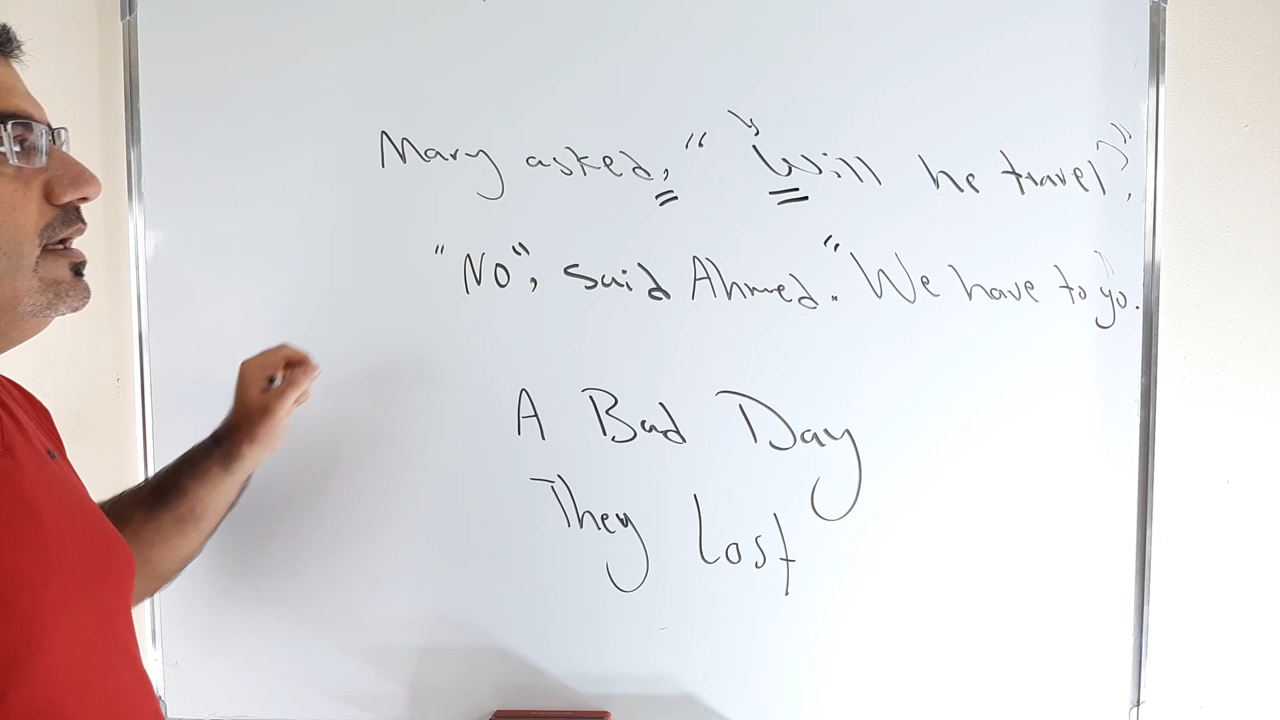 Mary asked, " Will he travel?"
"No", said Ahmed. "We have to go."
A Bad Day
They Lost